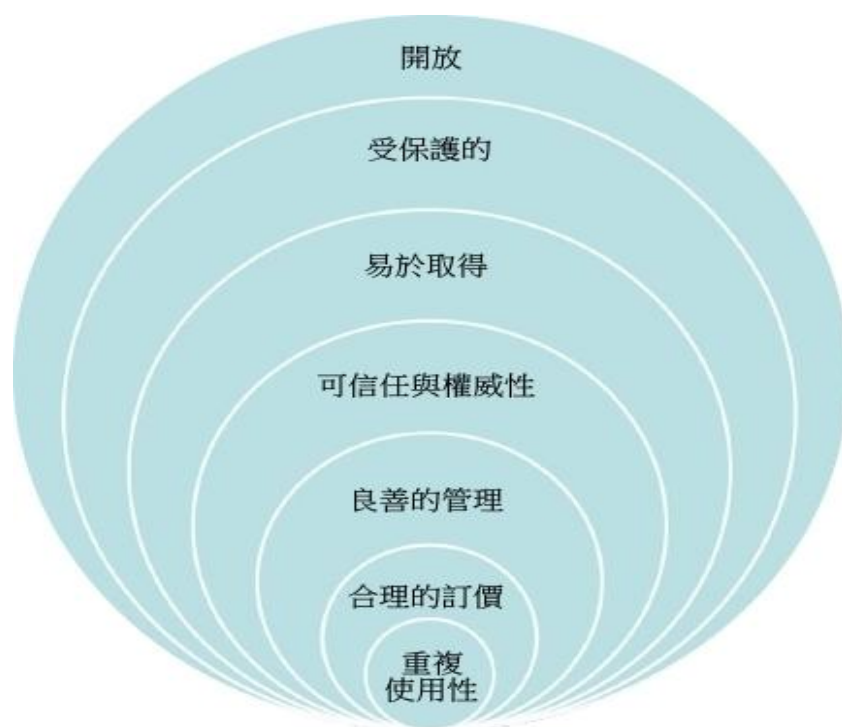 開放
受保護的
易於取得
可信任與權威性
良善的管理
合理的訂價
重複
使用性